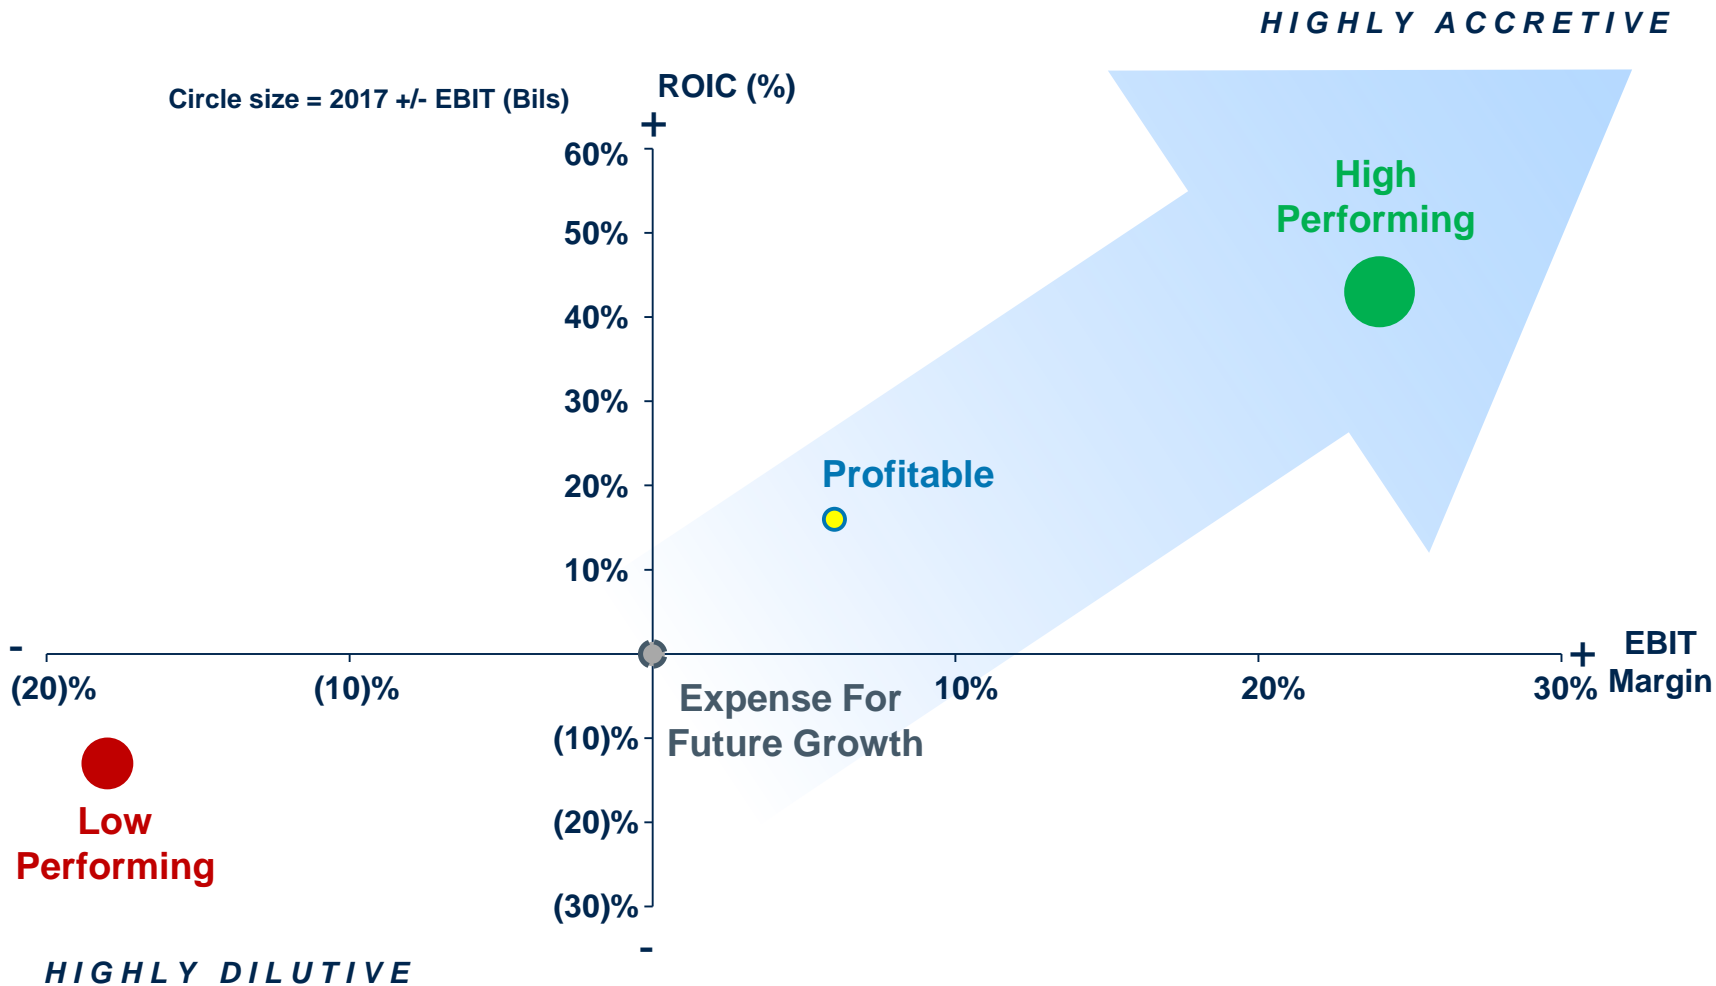 HIGHLY ACCRETIVE
ROIC (%)
Circle size = 2017 +/- EBIT (Bils)
+
60%
50%
40%
30%
20%
10%
High
Performing
Profitable
-
+
EBIT
Margin
(20)%
(10)%
10%
20%
30%
Expense For
Future Growth
(10)%
(20)%
(30)%
-
Low
Performing
HIGHLY DILUTIVE